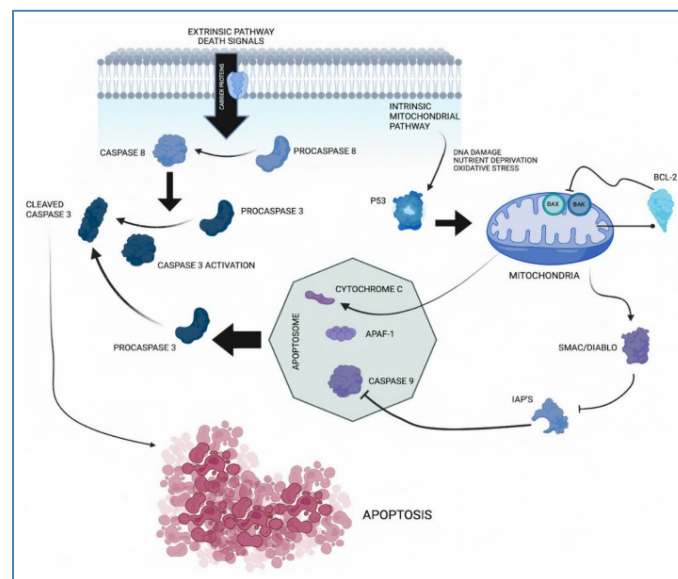 EXTRINSIC PATHWAY
DEATH SIGNALS
CARRIER PROTEINS
INTRINSIC
MITOCHONDRIAL
PATHWAY
DNA DAMAGE
NUTRIENT DEPRIVATION
OXIDATIVE STRESS
CASPASE 8
PROCASPASE 8
BCL-2
P53
BAX
BAK
CLEAVED
CASPASE 3
PROCASPASE 3
CASPASE 3 ACTIVATION
MITOCHONDRIA
CYTOCHROME C
APOPTOSOME
APAF-1
PROCASPASE 3
SMAC/DIABLO
CASPASE 9
IAP'S
APOPTOSIS